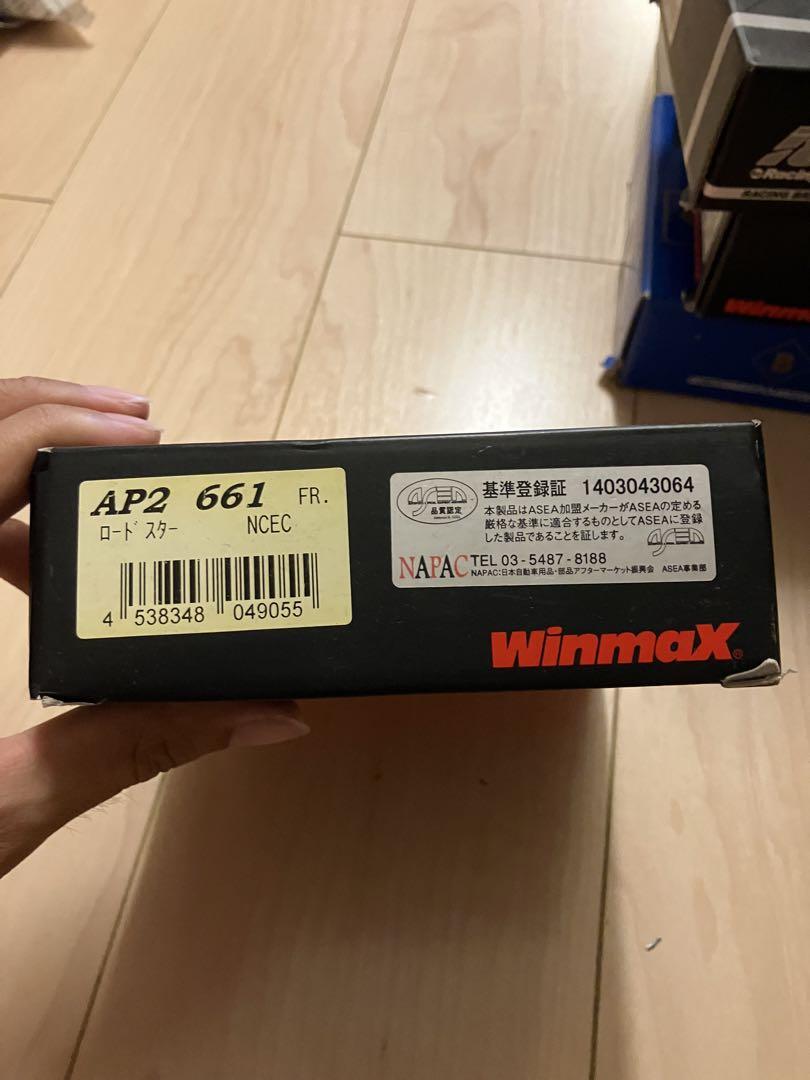 AP2 661 FR.
ロードスター NCEC
4 538348 049055
ASEA
品質認定
基準登録証 1403043064
本製品はASEA加盟メーカーがASEAの定める
厳格な基準に適合するものとしてASEAに登録
した製品であることを証します。
ASEA
NAPAC TEL 03-5487-8188
NAPAC:日本自動車用品・部品アフターマーケット振興会 ASEA事業部
WinmaX®
Racing
RACING
Winma